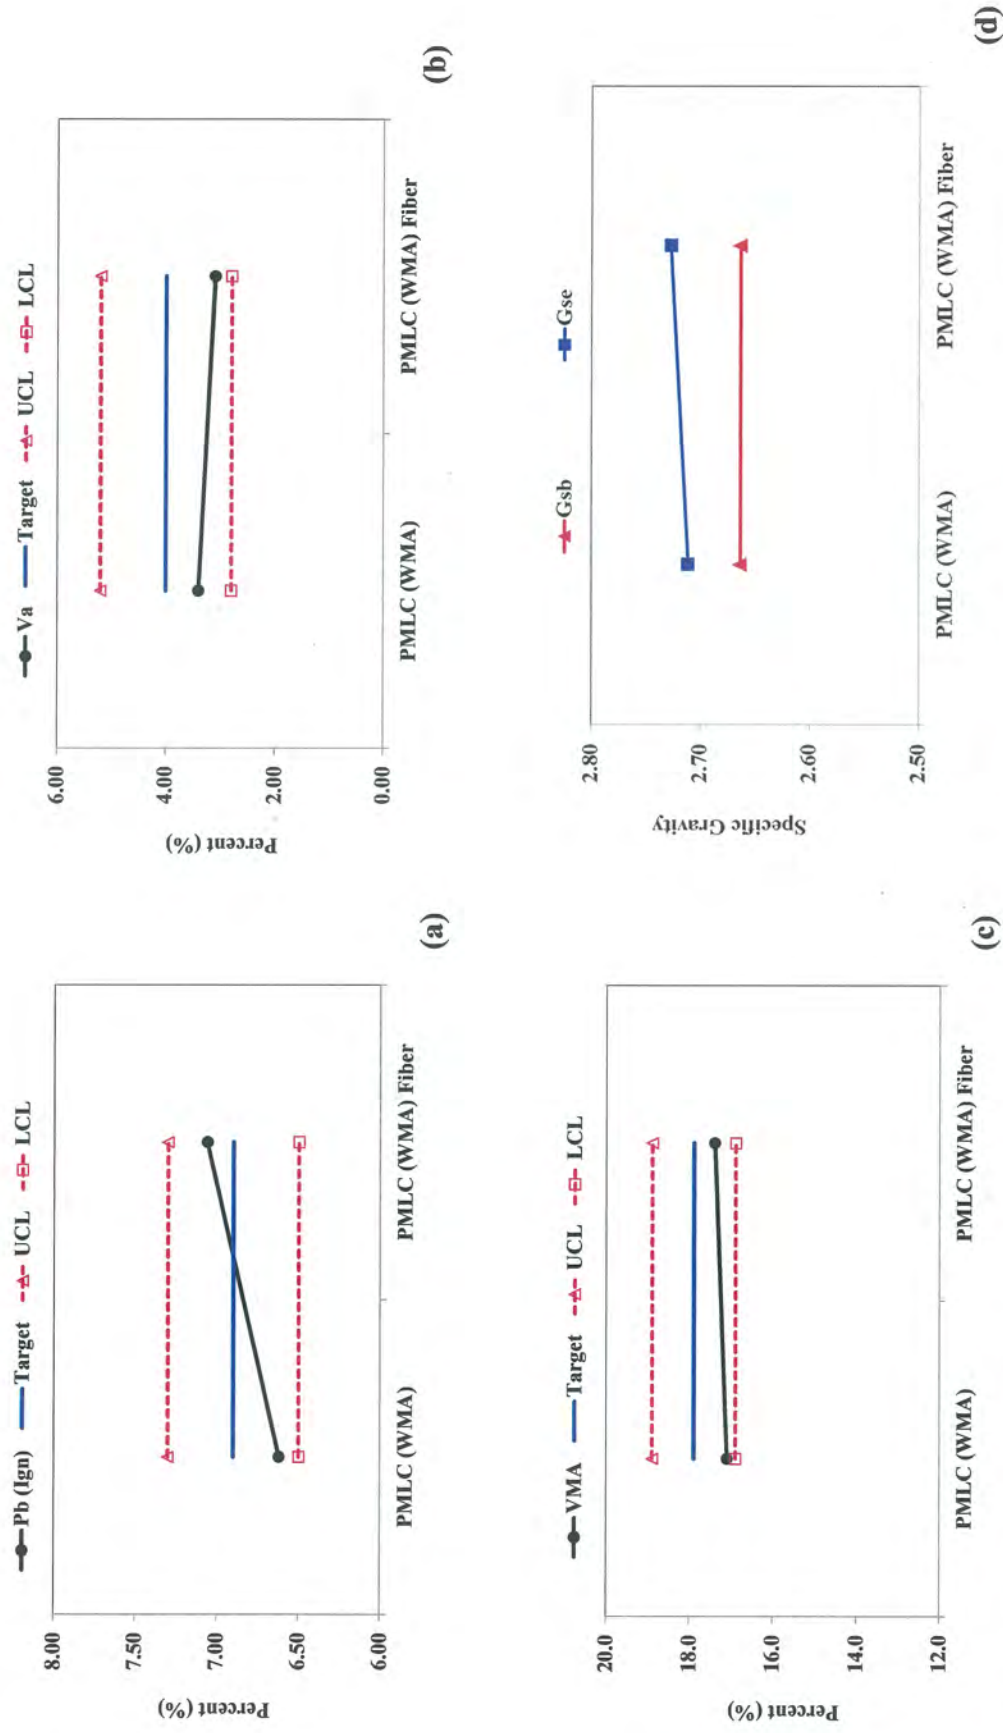 Pb (Ign) Target UCL LCL
8.00
7.50
7.00
6.50
6.00
Percent (%)
PMLC (WMA) PMLC (WMA) Fiber
(a)
Va Target UCL LCL
6.00
4.00
2.00
0.00
Percent (%)
PMLC (WMA) PMLC (WMA) Fiber
(b)
VMA Target UCL LCL
20.0
18.0
16.0
14.0
12.0
Percent (%)
PMLC (WMA) PMLC (WMA) Fiber
(c)
Gsb Gse
2.80
2.70
2.60
2.50
Specific Gravity
PMLC (WMA) PMLC (WMA) Fiber
(d)